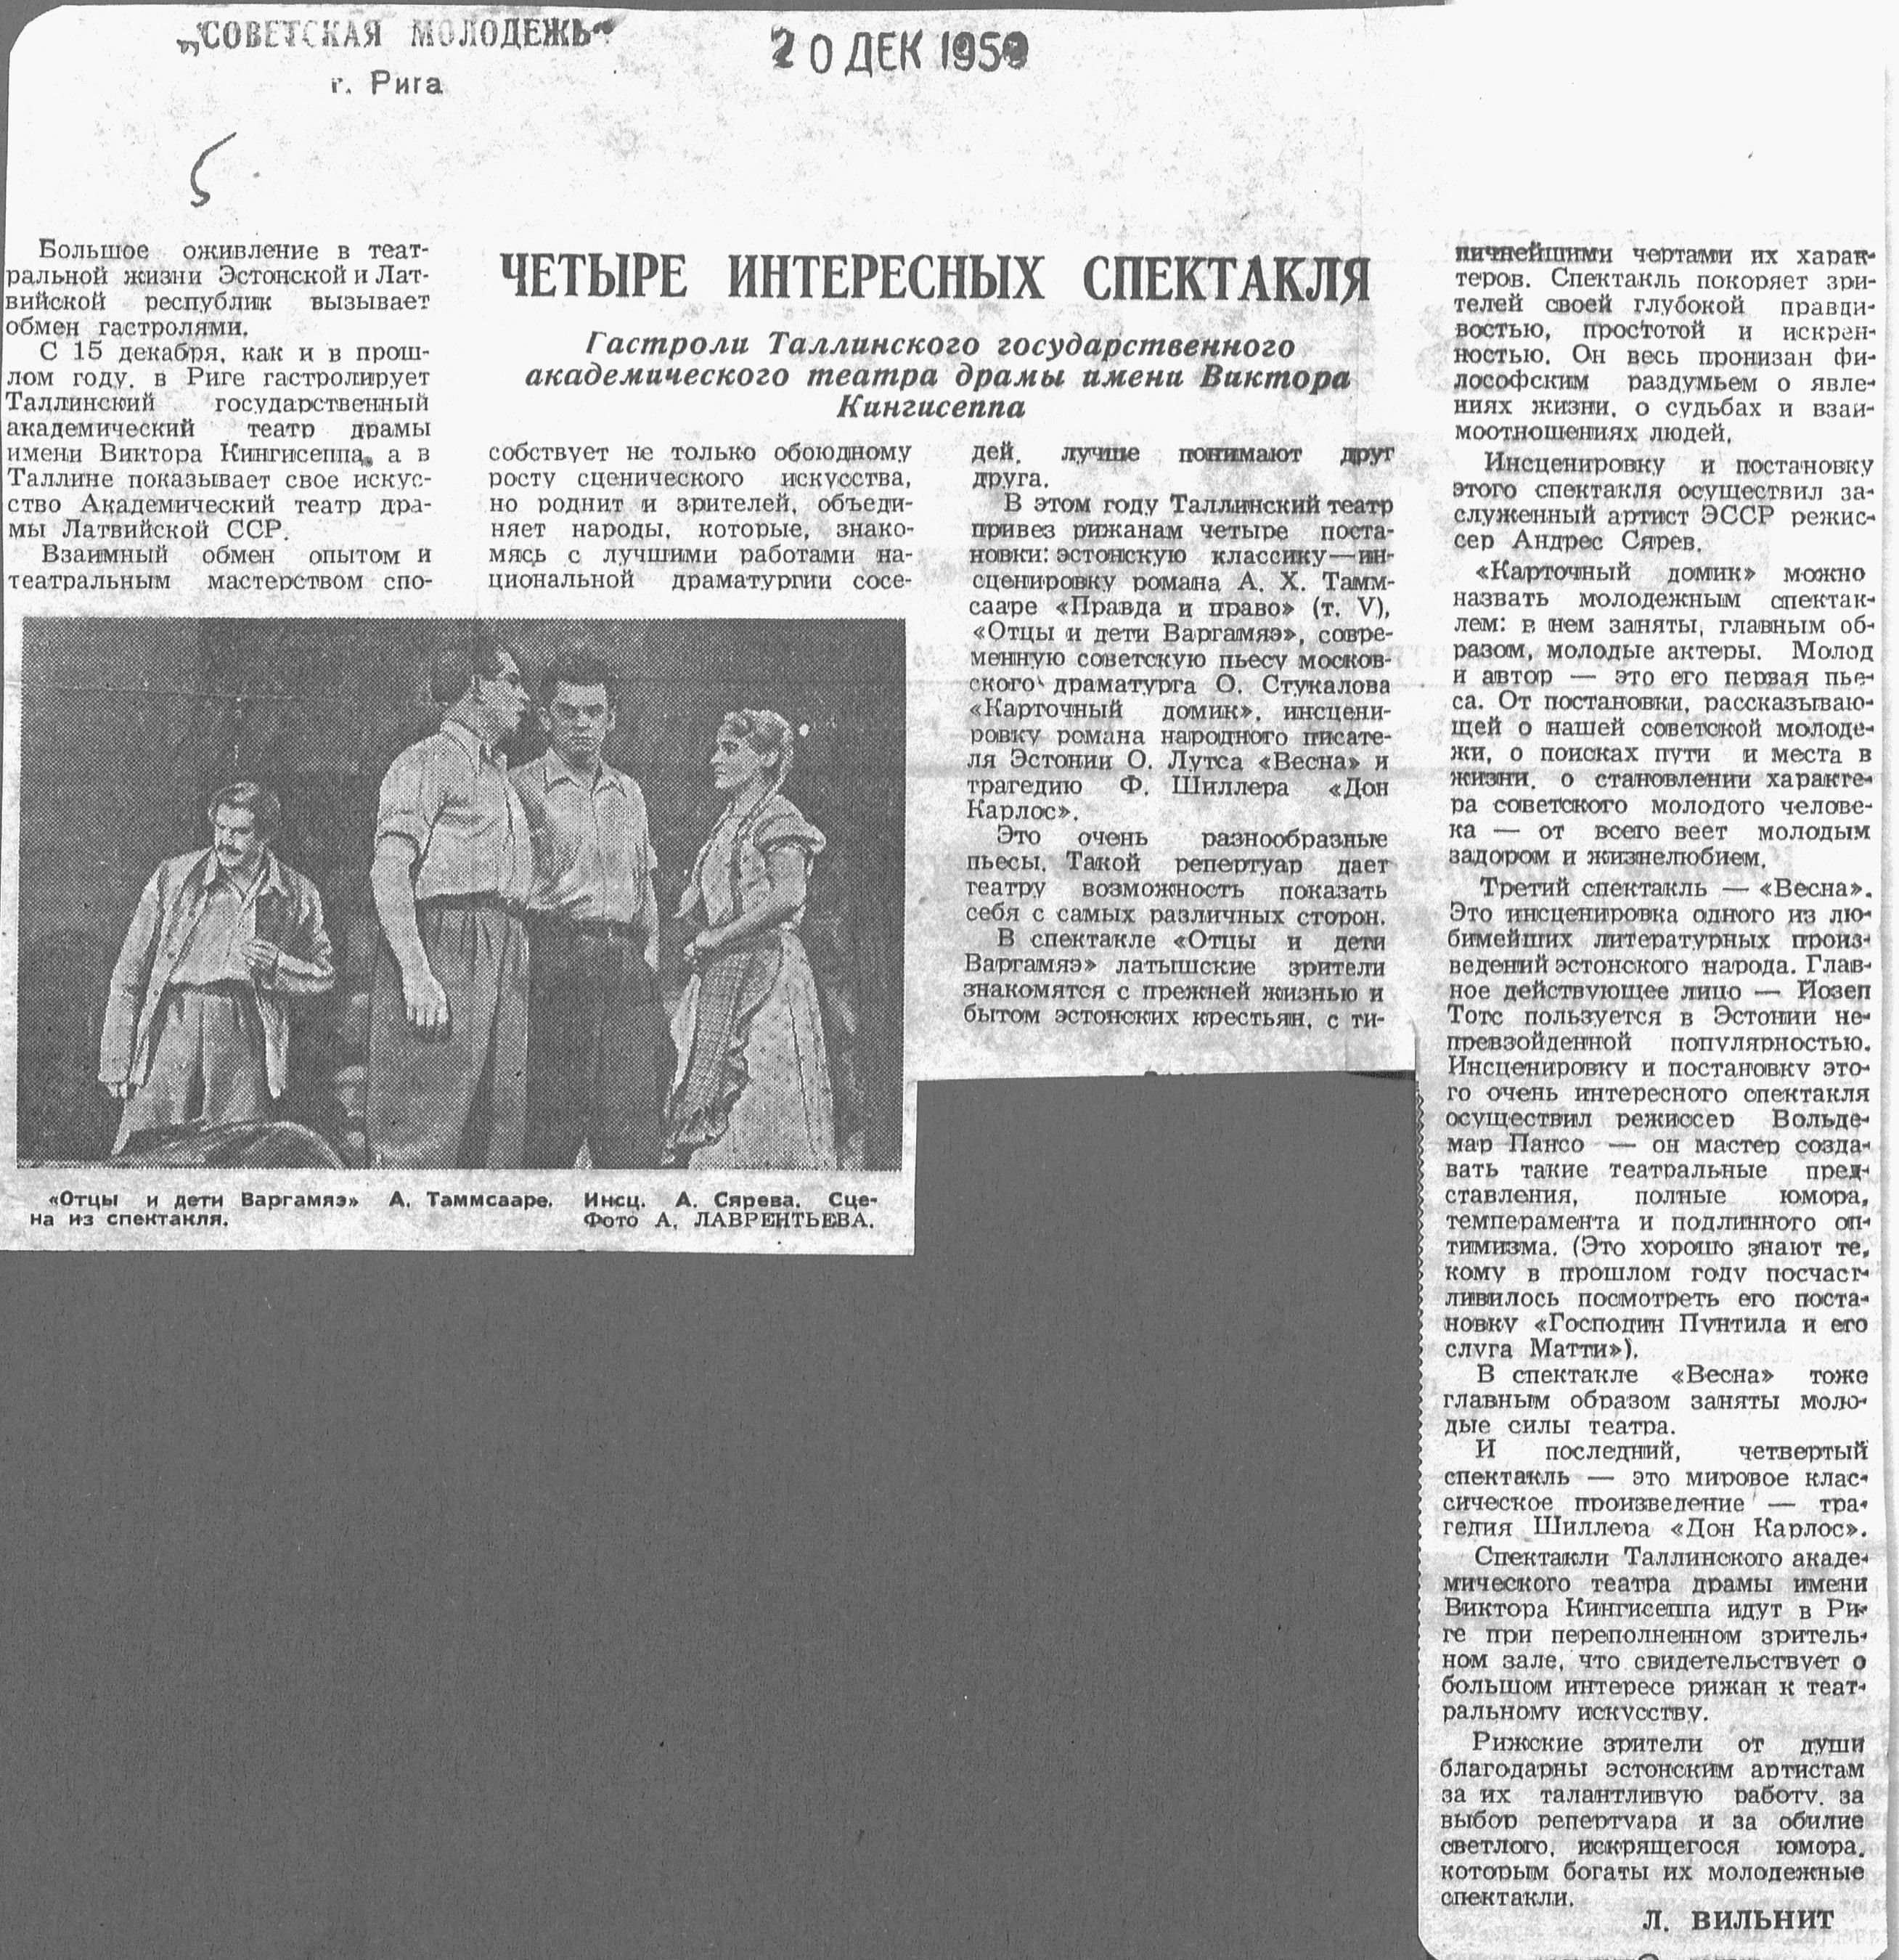 „СОВЕТСКАЯ МОЛОДЕЖЬ"
г. Рига
20 ДЕК 1959
5
Большое оживление в теат-
ральной жизни Эстонской и Лат-
вийской республик вызывает
обмен гастролями.
С 15 декабря, как и в прош-
лом году, в Риге гастролирует
Таллинский государственный
академический театр драмы
имени Виктора Кингисеппа, а в
Таллине показывает свое искус-
ство Академический театр дра-
мы Латвийской ССР.
Взаимный обмен опытом и
театральным мастерством спо-
ЧЕТЫРЕ ИНТЕРЕСНЫХ СПЕКТАКЛЯ
Гастроли Таллинского государственного
академического театра драмы имени Виктора
Кингисеппа
собствует не только обоюдному
росту сценического искусства,
но роднит и зрителей, объеди-
няет народы, которые, знако-
мясь с лучшими работами на-
циональной драматургии сосе-
дей, лучше понимают друг
друга.
В этом году Таллинский театр
привез рижанам четыре поста-
новки: эстонскую классику—ин-
сценировку романа А. Х. Тамм-
сааре «Правда и право» (т. V),
«Отцы и дети Варгамяэ», совре-
менную советскую пьесу москов-
ского драматурга О. Стукалова
«Карточный домик», инсцени-
ровку романа народного писате-
ля Эстонии О. Лутса «Весна» и
трагедию Ф. Шиллера «Дон
Карлос».
Это очень разнообразные
пьесы. Такой репертуар дает
театру возможность показать
себя с самых различных сторон.
В спектакле «Отцы и дети
Варгамяэ» латышские зрители
знакомятся с прежней жизнью и
бытом эстонских крестьян, с ти-
пичнейшими чертами их харак-
теров. Спектакль покоряет зри-
телей своей глубокой правди-
востью, простотой и искрен-
ностью. Он весь пронизан фи-
лософским раздумьем о явле-
ниях жизни, о судьбах и взаи-
моотношениях людей.
Инсценировку и постановку
этого спектакля осуществил за-
служенный артист ЭССР режис-
сер Андрес Сярев.
«Карточный домик» можно
назвать молодежным спектак-
лем: в нем заняты, главным об-
разом, молодые актеры. Молод
и автор — это его первая пье-
са. От постановки, рассказываю-
щей о нашей советской молоде-
жи, о поисках пути и места в
жизни, о становлении характе-
ра советского молодого челове-
ка — от всего веет молодым
задором и жизнелюбием.
Третий спектакль — «Весна».
Это инсценировка одного из лю-
бимейших литературных произ-
ведений эстонского народа. Глав-
ное действующее лицо — Йозеп
Тотс пользуется в Эстонии не-
превзойденной популярностью.
Инсценировку и постановку это-
го очень интересного спектакля
осуществил режиссер Вольде-
мар Пансо — он мастер созда-
вать такие театральные пред-
ставления, полные юмора,
темперамента и подлинного оп-
тимизма. (Это хорошо знают те,
кому в прошлом году посчаст-
ливилось посмотреть его поста-
новку «Господин Пунтила и его
слуга Матти»).
В спектакле «Весна» тоже
главным образом заняты моло-
дые силы театра.
И последний, четвертый
спектакль — это мировое клас-
сическое произведение — тра-
гедия Шиллера «Дон Карлос».
Спектакли Таллинского акаде-
мического театра драмы имени
Виктора Кингисеппа идут в Ри-
ге при переполненном зритель-
ном зале, что свидетельствует о
большом интересе рижан к теат-
ральному искусству.
Рижские зрители от души
благодарны эстонским артистам
за их талантливую работу, за
выбор репертуара и за обилие
светлого, искрящегося юмора,
которым богаты их молодежные
спектакли.
Л. ВИЛЬНИТ
«Отцы и дети Варгамяэ» А. Таммсааре. Инсц. А. Сярева. Сце-
на из спектакля. Фото А. ЛАВРЕНТЬЕВА.